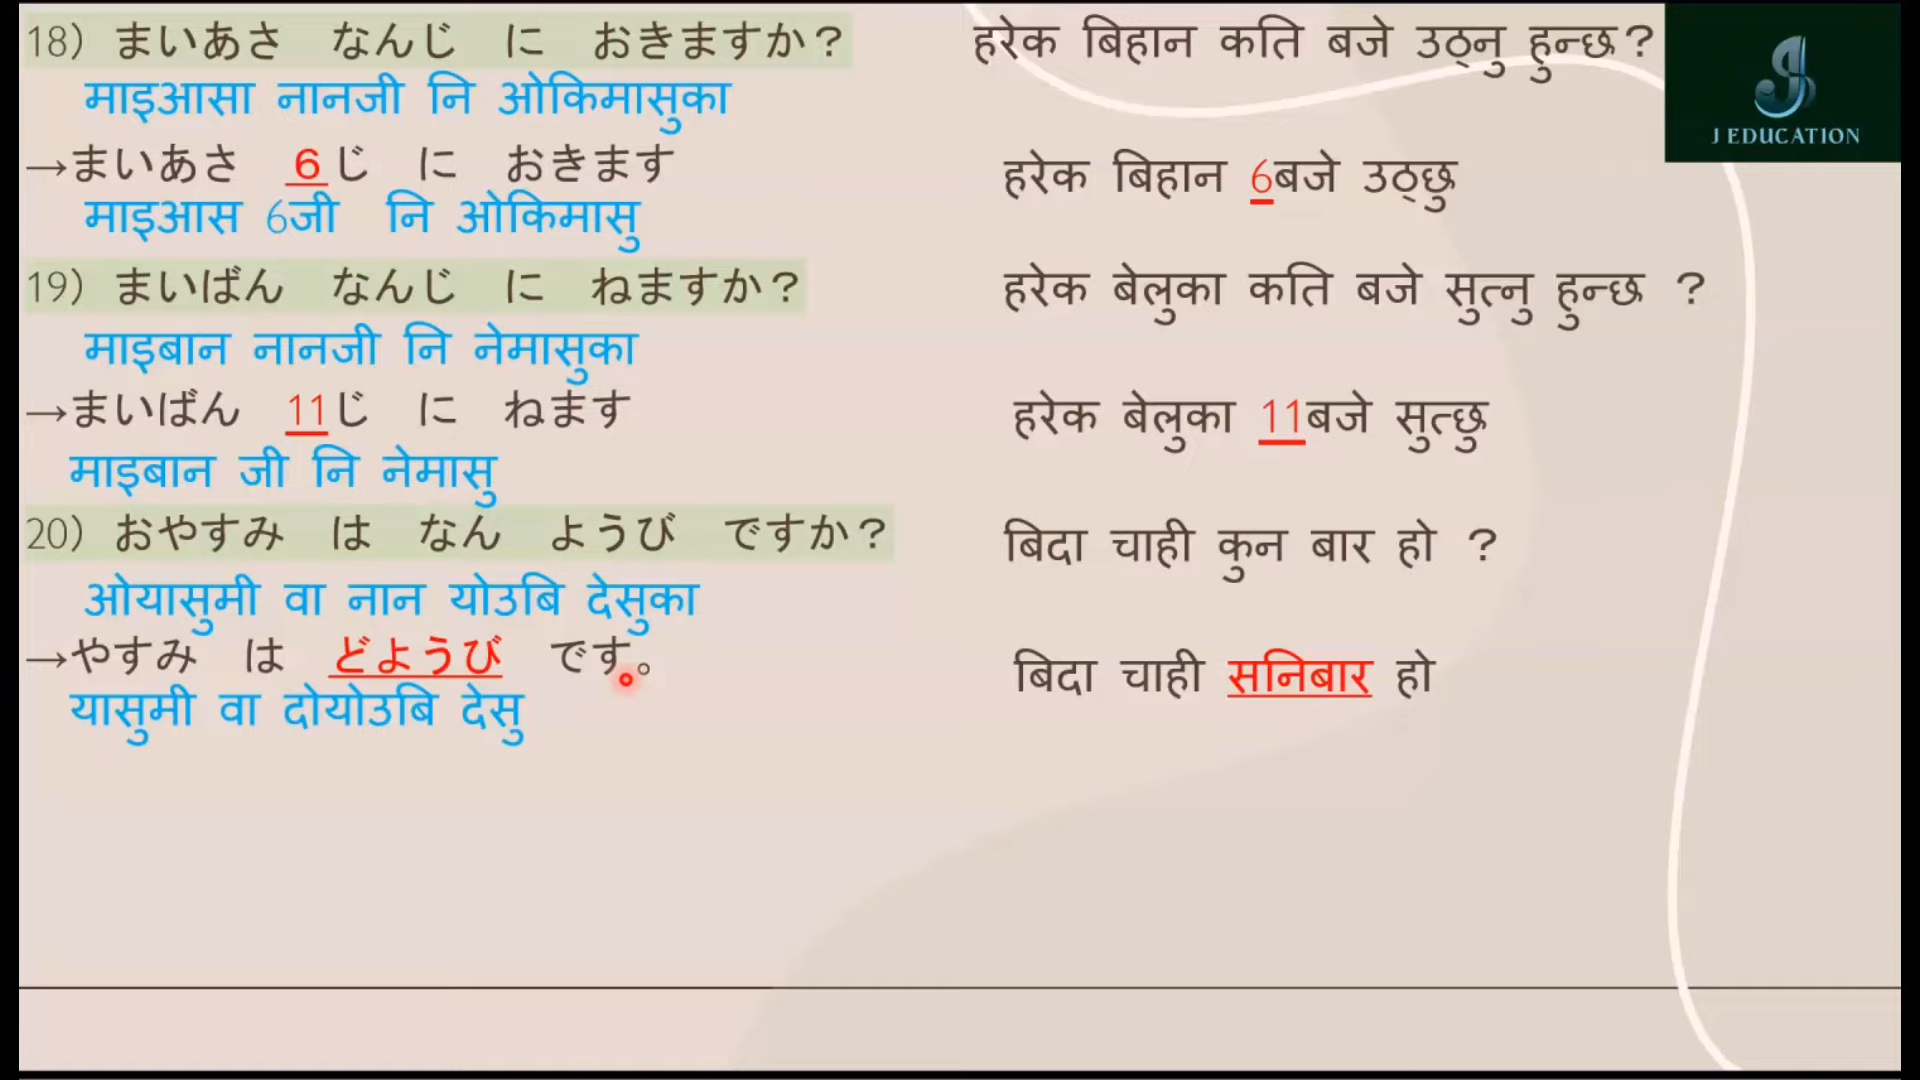 18）まいあさ　なんじ　に　おきますか？
हरेक बिहान कति बजे उठ्नु हुन्छ？
माइआसा नानजी नि ओकिमासुका
J EDUCATION
→まいあさ　6じ　に　おきます
हरेक बिहान 6बजे उठ्छु
माइआस 6जी नि ओकिमासु
19）まいばん　なんじ　に　ねますか？
हरेक बेलुका कति बजे सुत्नु हुन्छ ？
माइबान नानजी नि नेमासुका
→まいばん　11じ　に　ねます
हरेक बेलुका 11बजे सुत्छु
माइबान जी नि नेमासु
20）おやすみ　は　なん　ようび　ですか？
बिदा चाही कुन बार हो ？
ओयासुमी वा नान योउबि देसुका
→やすみ　は　どようび　です。
बिदा चाही सनिबार हो
यासुमी वा दोयोउबि देसु